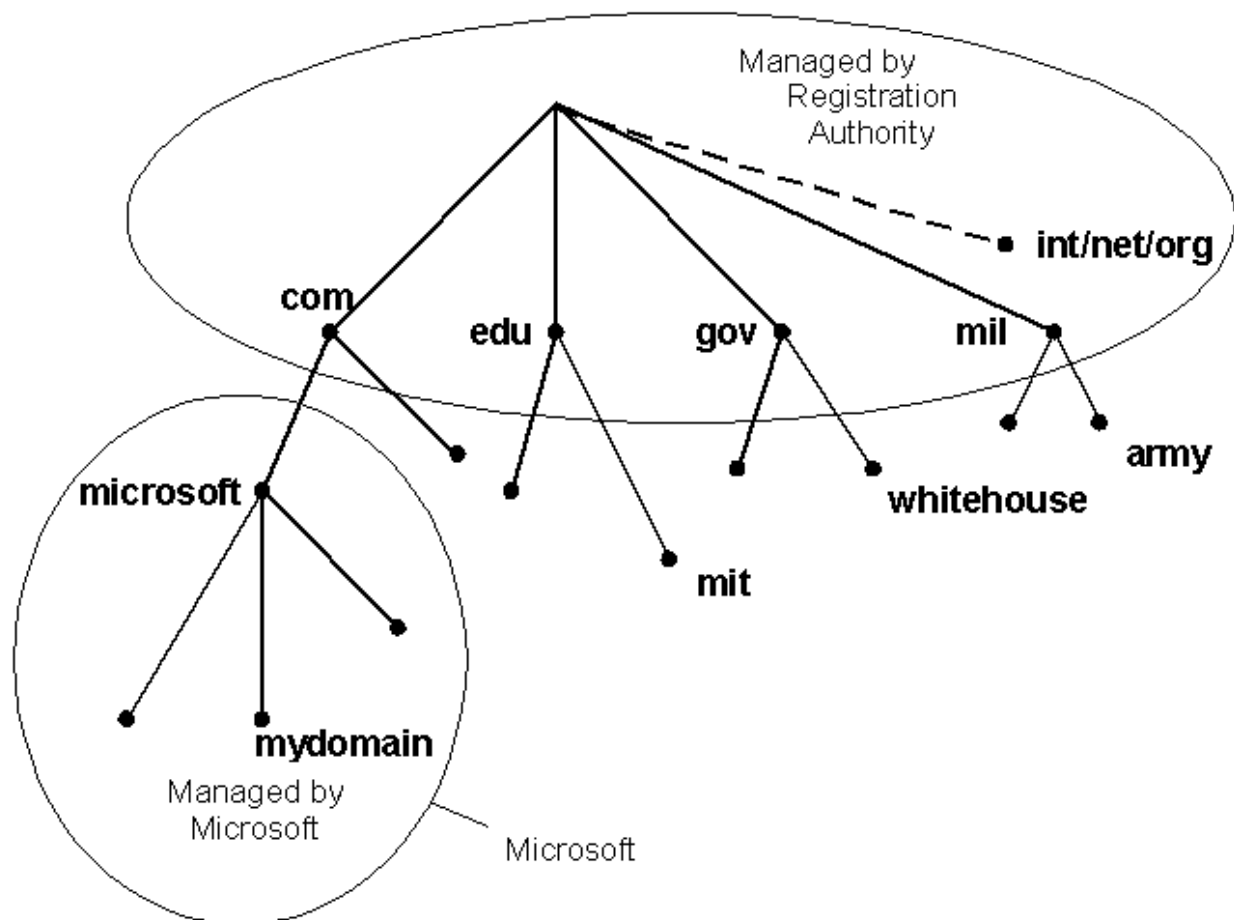 Managed by
Registration
Authority
int/net/org
com
edu
gov
mil
army
microsoft
whitehouse
mit
mydomain
Managed by
Microsoft
Microsoft